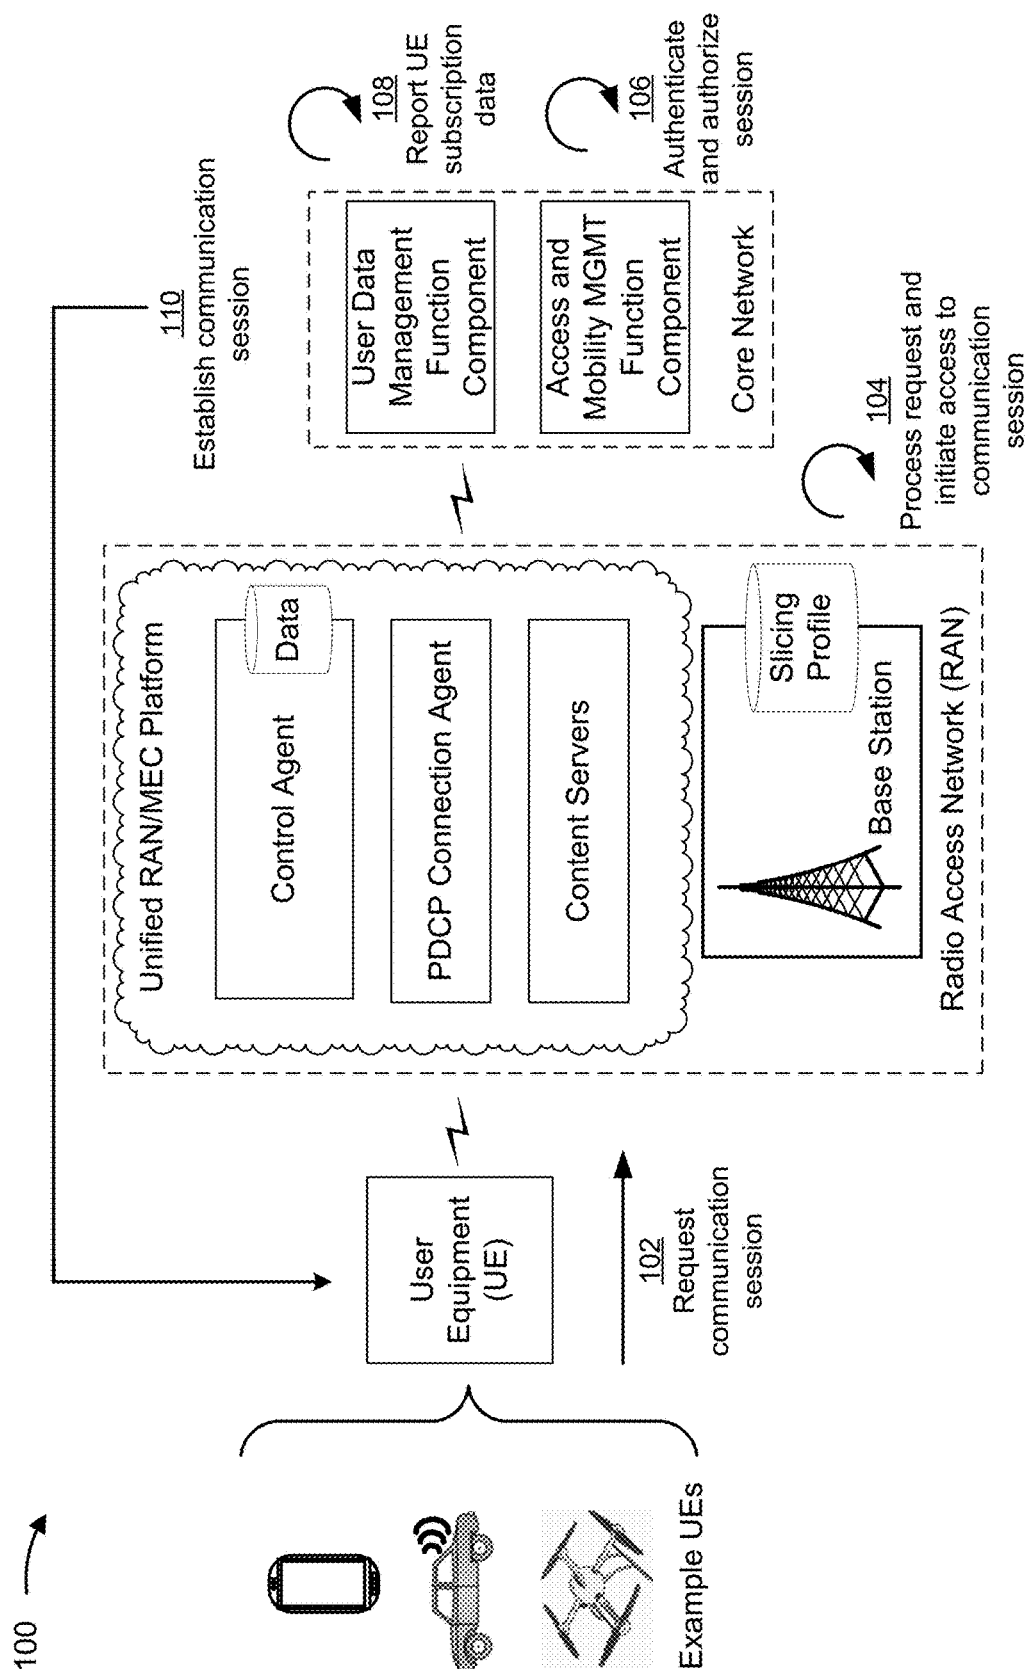 100
110
Establish communication
session
108
Report UE
subscription
data
106
Authenticate
and authorize
session
User Data
Management
Function
Component
Access and
Mobility MGMT
Function
Component
Core Network
104
Process request and
initiate access to
communication
session
Unified RAN/MEC Platform
Control Agent
Data
PDCP Connection Agent
Content Servers
Slicing
Profile
Base Station
Radio Access Network (RAN)
User
Equipment
(UE)
102
Request
communication
session
Example UEs